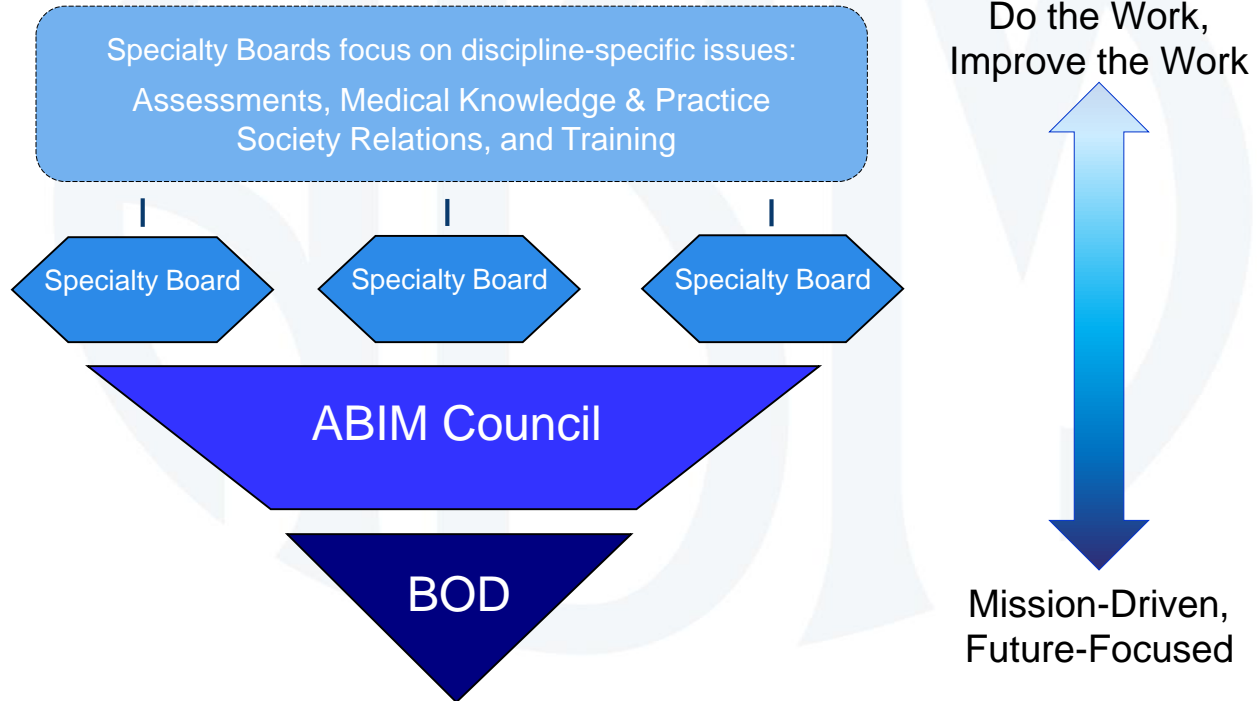 Specialty Boards focus on discipline-specific issues:
Assessments, Medical Knowledge & Practice
Society Relations, and Training
Do the Work,
Improve the Work
Specialty Board
Specialty Board
Specialty Board
ABIM Council
BOD
Mission-Driven,
Future-Focused